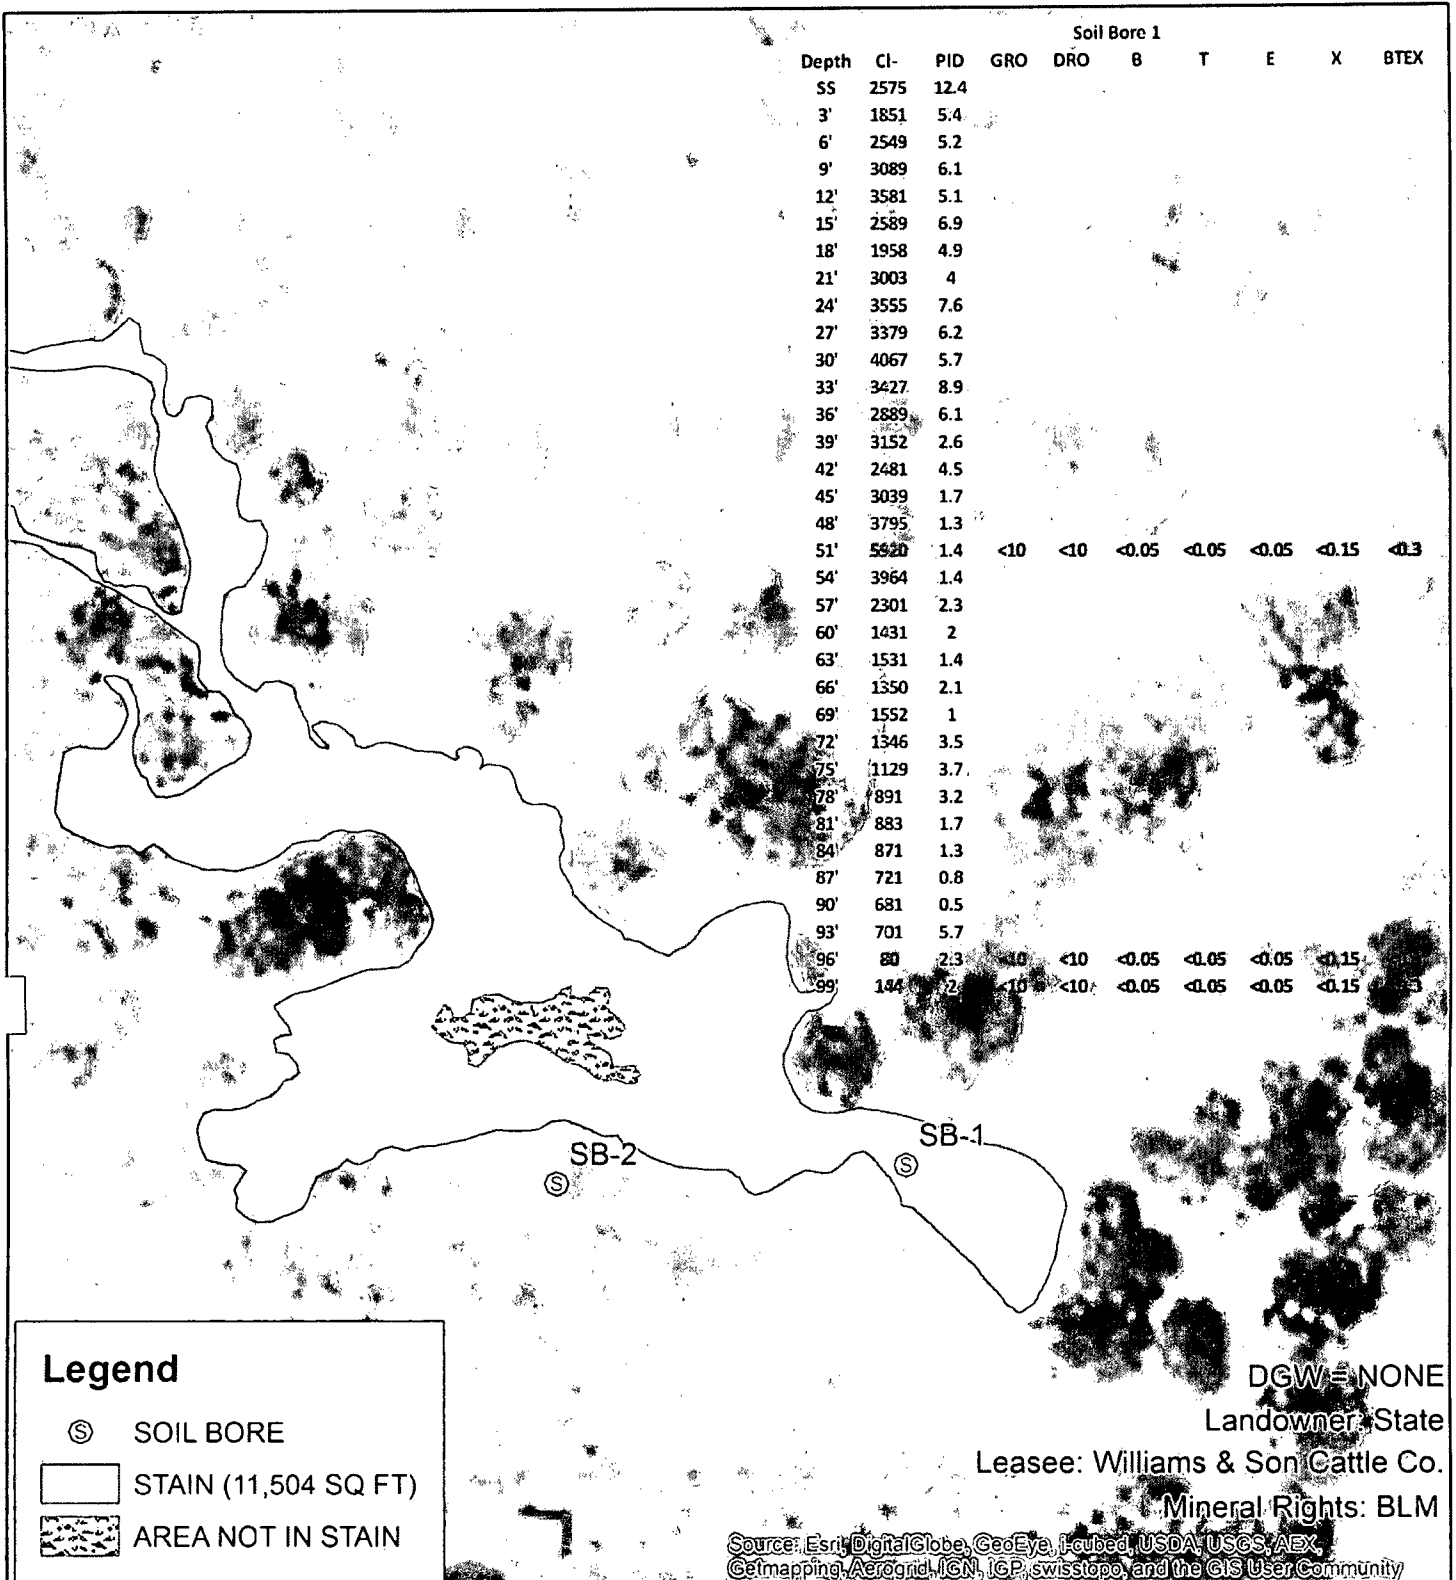 Soil Bore 1
Depth Cl- PID GRO DRO B T E X BTEX
SS 2575 12.4
3' 1851 5.4
6' 2549 5.2
9' 3089 6.1
12' 3581 5.1
15' 2589 6.9
18' 1958 4.9
21' 3003 4
24' 3555 7.6
27' 3379 6.2
30' 4067 5.7
33' 3427 8.9
36' 2889 6.1
39' 3152 2.6
42' 2481 4.5
45' 3039 1.7
48' 3795 1.3
51' 5920 1.4 <10 <10 <0.05 <0.05 <0.05 <0.15 <0.3
54' 3964 1.4
57' 2301 2.3
60' 1431 2
63' 1531 1.4
66' 1350 2.1
69' 1552 1
72' 1346 3.5
75' 1129 3.7
78' 891 3.2
81' 883 1.7
84' 871 1.3
87' 721 0.8
90' 681 0.5
93' 701 5.7
96' 80 2.3 <10 <10 <0.05 <0.05 <0.05 <0.15
99' 144 2 <10 <10 <0.05 <0.05 <0.05 <0.15
SB-1
SB-2
S
S
Legend
S SOIL BORE
STAIN (11,504 SQ FT)
AREA NOT IN STAIN
DGW = NONE
Landowner: State
Leasee: Williams & Son Cattle Co.
Mineral Rights: BLM
Source: Esri, DigitalGlobe, GeoEye, i-cubed, USDA, USGS, AEX,
Getmapping, Aerogrid, IGN, IGP, swisstopo, and the GIS User Community